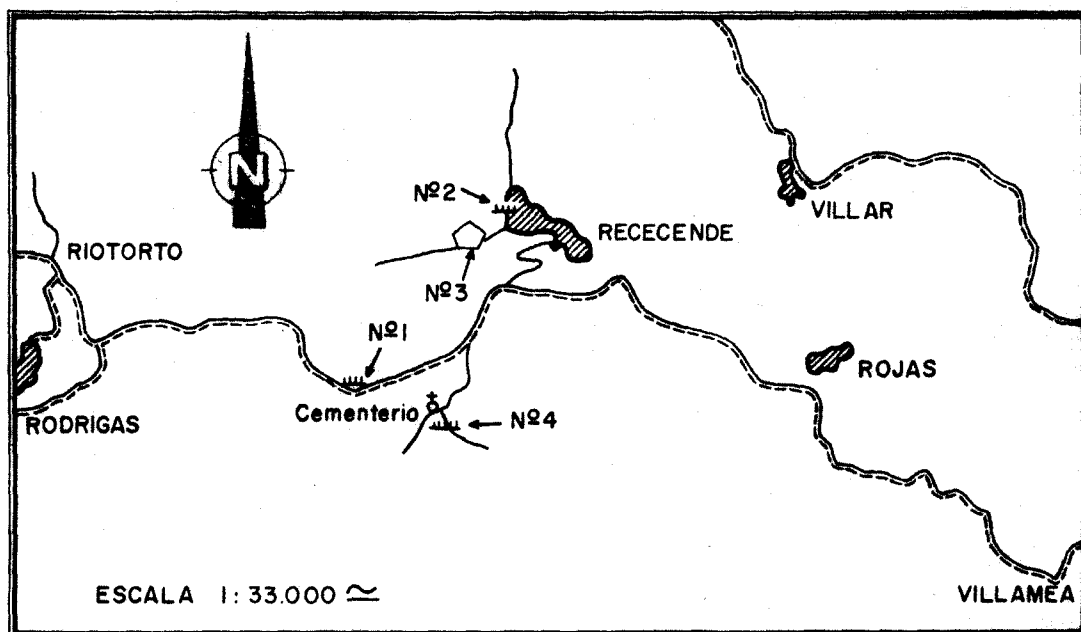 N
Nº2
VILLAR
RECECENDE
RIOTORTO
Nº3
Nº1
ROJAS
Cementerio
Nº4
RODRIGAS
ESCALA 1:33.000 ≃
VILLAMEA